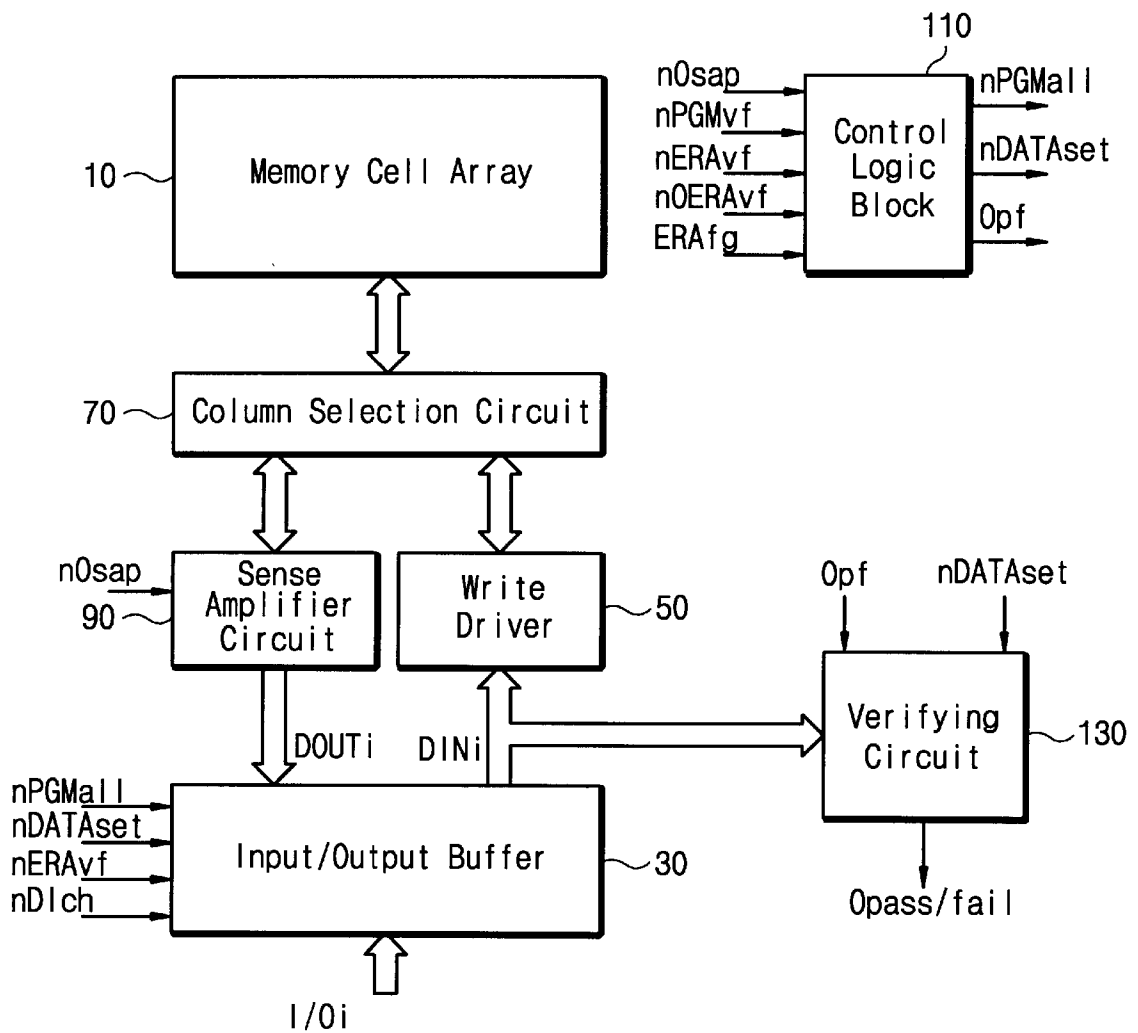 110
nOsap
nPGMvf
nERAvf
nOERAvf
ERAfg
Control
Logic
Block
nPGMall
nDATAset
Opf
10
Memory Cell Array
70
Column Selection Circuit
nOsap
90
Sense
Amplifier
Circuit
Write
Driver
50
Opf
nDATAset
Verifying
Circuit
130
DOUTi
DINi
nPGMall
nDATAset
nERAvf
nDIch
Input/Output Buffer
30
Opass/fail
I/Oi